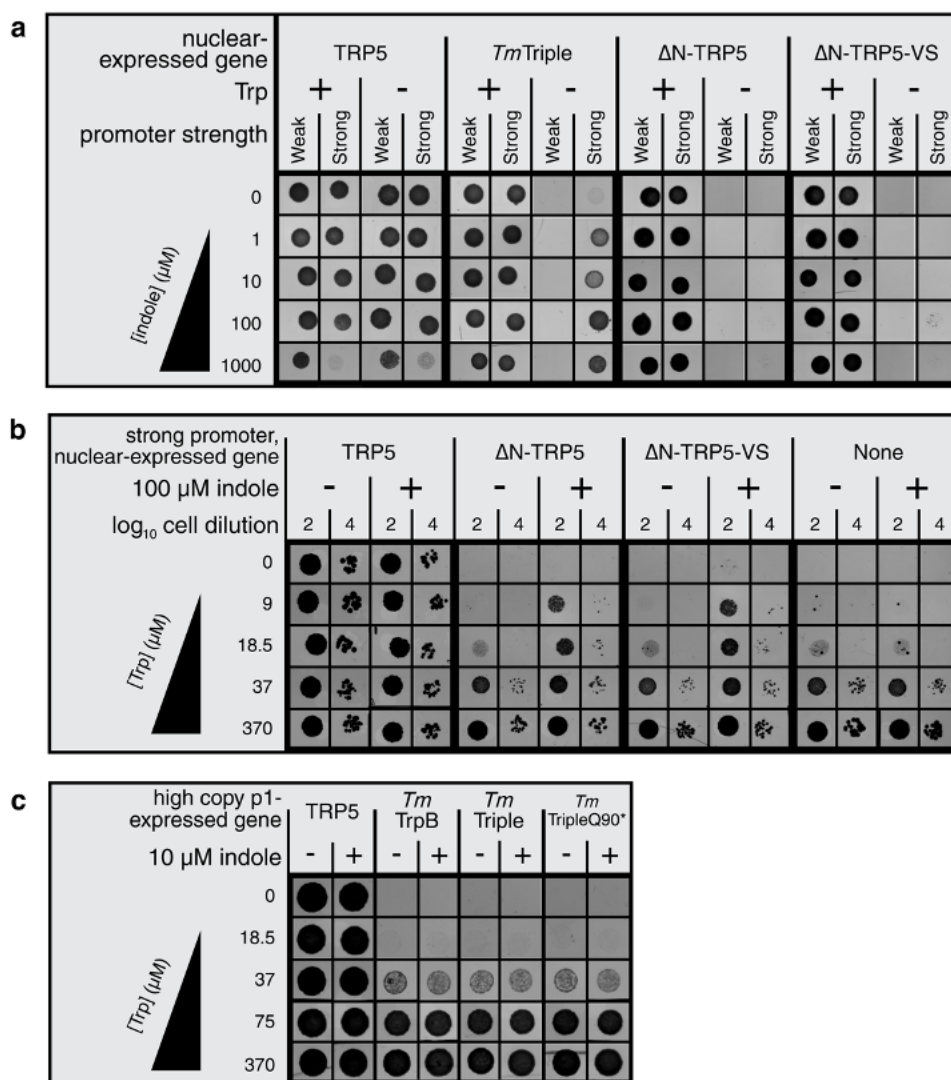 a
nuclear-
expressed gene
TRP5
TmTriple
ΔN-TRP5
ΔN-TRP5-VS
Trp
+ - + - + - + -
promoter strength
Weak Strong Weak Strong Weak Strong Weak Strong Weak Strong Weak Strong Weak Strong Weak Strong
[indole] (µM)
0
1
10
100
1000
b
strong promoter,
nuclear-expressed gene
TRP5
ΔN-TRP5
ΔN-TRP5-VS
None
100 µM indole
- + - + - + - +
log₁₀ cell dilution
2 4 2 4 2 4 2 4 2 4 2 4 2 4 2 4
[Trp] (µM)
0
9
18.5
37
370
c
high copy p1-
expressed gene
TRP5
Tm
TrpB
Tm
Triple
Tm
TripleQ90*
10 µM indole
- + - + - + - +
[Trp] (µM)
0
18.5
37
75
370